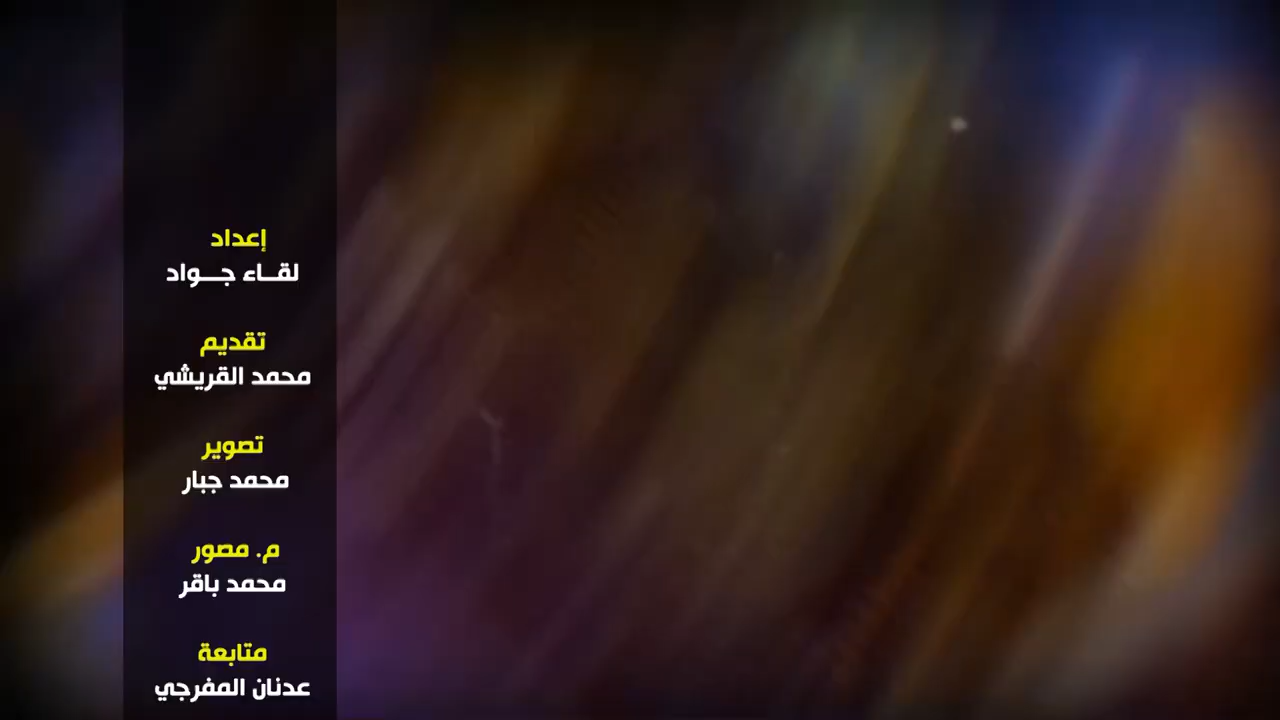 إعداد
لقــاء جــواد
تقديم
محمد القريشي
تصوير
محمد جبار
م. مصور
محمد باقر
متابعة
عدنان المفرجي